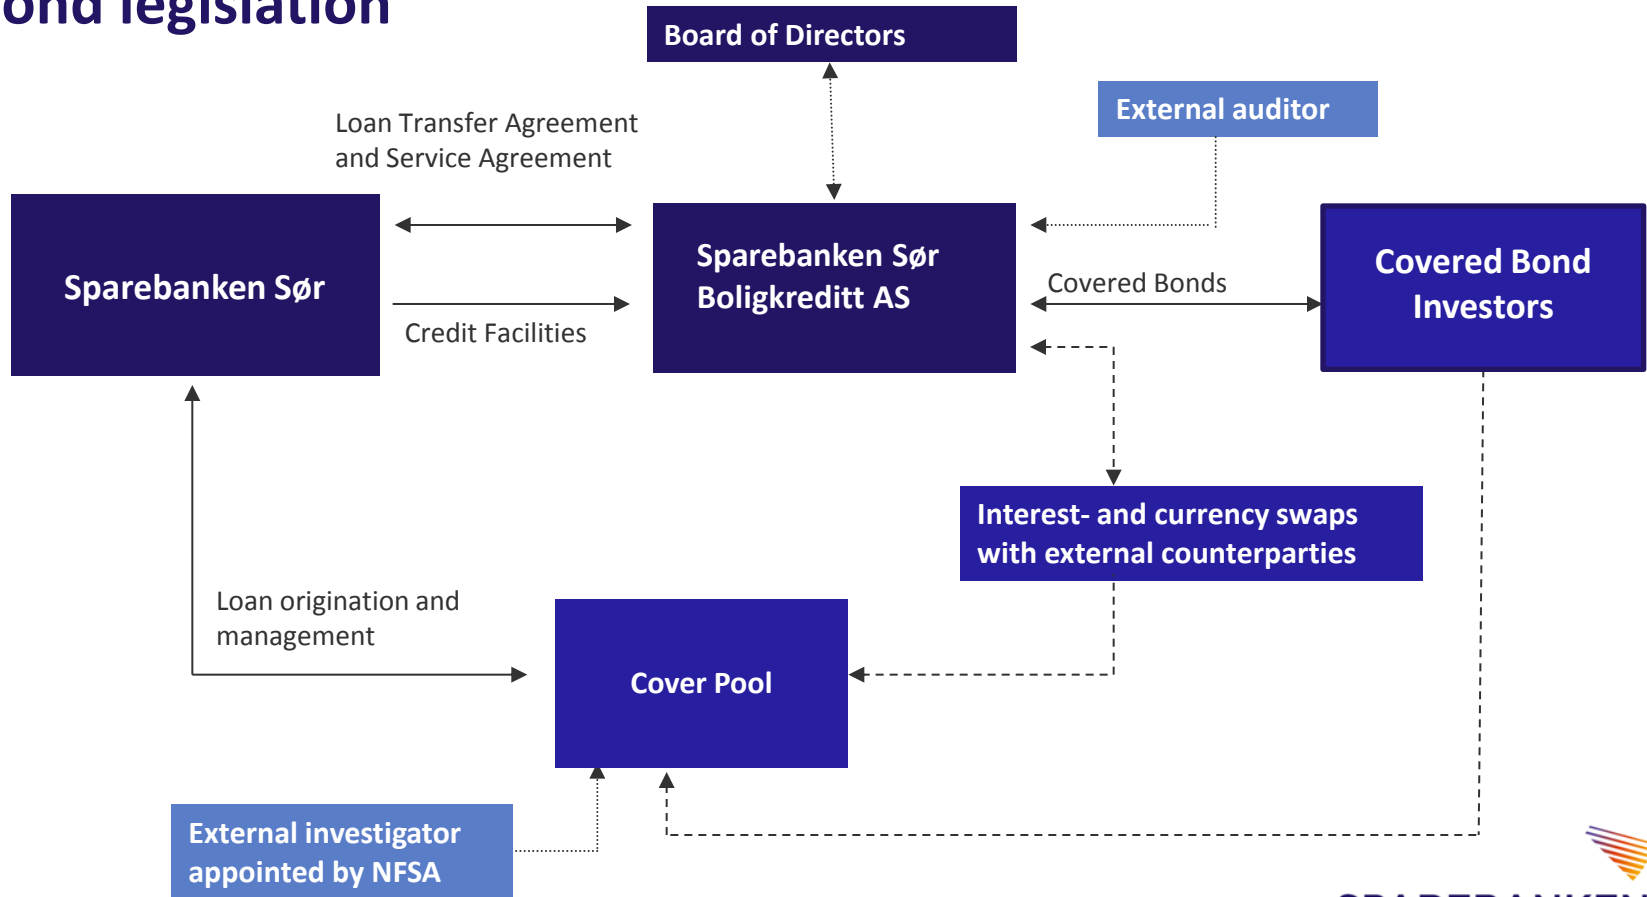 ond legislation
Board of Directors
External auditor
Loan Transfer Agreement
and Service Agreement
Sparebanken Sør
Sparebanken Sør
Boligkreditt AS
Covered Bond
Investors
Covered Bonds
Credit Facilities
Interest- and currency swaps
with external counterparties
Loan origination and
management
Cover Pool
External investigator
appointed by NFSA
SPAREBANKEN